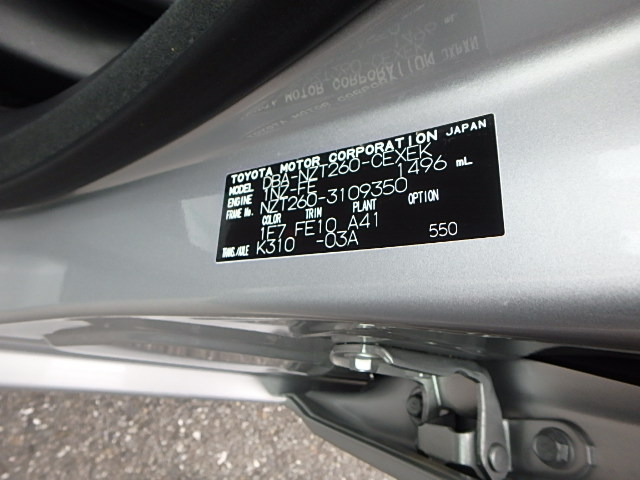 TOYOTA MOTOR CORPORATION JAPAN
MODEL DBA-NZT260-CEXEK
ENGINE 1NZ-FE 1496 mL
FRAME No. NZT260-3109350
COLOR TRIM PLANT OPTION
1E7 FE10 A41
TRANS./AXLE K310 -03A 550